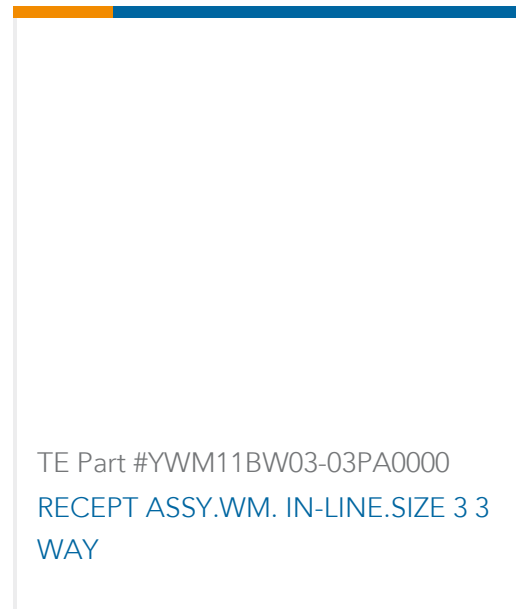 TE Part #YWM11BW03-03PA0000
RECEPT ASSY.WM. IN-LINE.SIZE 3 3
WAY